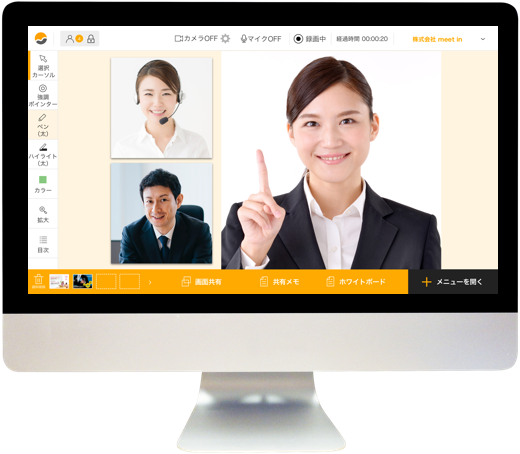 カメラOFF
マイクOFF
録画中
経過時間 00:00:20
株式会社 meet in
選択
カーソル
強調
ポインター
ペン
(太)
ハイライト
(太)
カラー
拡大
目次
画面共有
共有メモ
ホワイトボード
メニューを開く